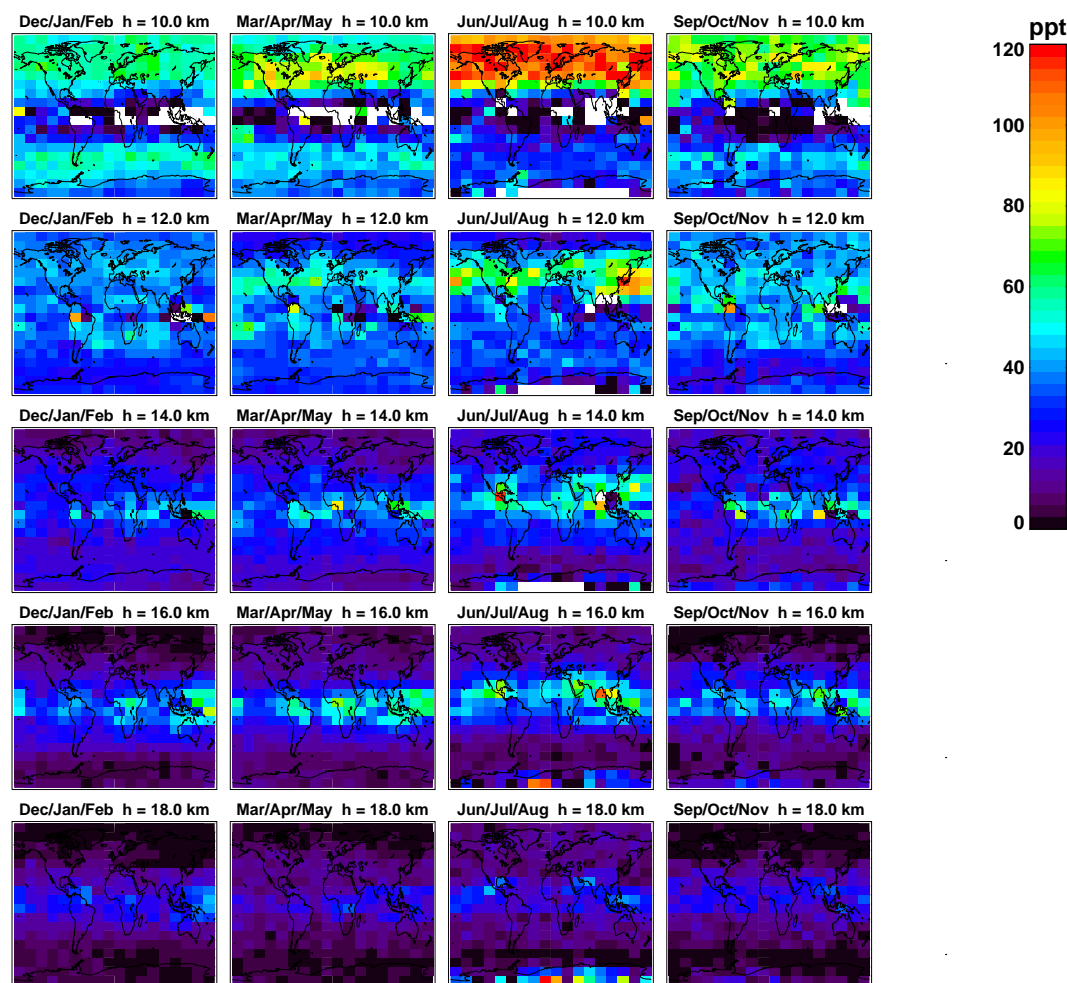 Dec/Jan/Feb h = 10.0 km Mar/Apr/May h = 10.0 km Jun/Jul/Aug h = 10.0 km Sep/Oct/Nov h = 10.0 km
ppt
120
100
80
60
40
20
0
Dec/Jan/Feb h = 12.0 km Mar/Apr/May h = 12.0 km Jun/Jul/Aug h = 12.0 km Sep/Oct/Nov h = 12.0 km
Dec/Jan/Feb h = 14.0 km Mar/Apr/May h = 14.0 km Jun/Jul/Aug h = 14.0 km Sep/Oct/Nov h = 14.0 km
Dec/Jan/Feb h = 16.0 km Mar/Apr/May h = 16.0 km Jun/Jul/Aug h = 16.0 km Sep/Oct/Nov h = 16.0 km
Dec/Jan/Feb h = 18.0 km Mar/Apr/May h = 18.0 km Jun/Jul/Aug h = 18.0 km Sep/Oct/Nov h = 18.0 km